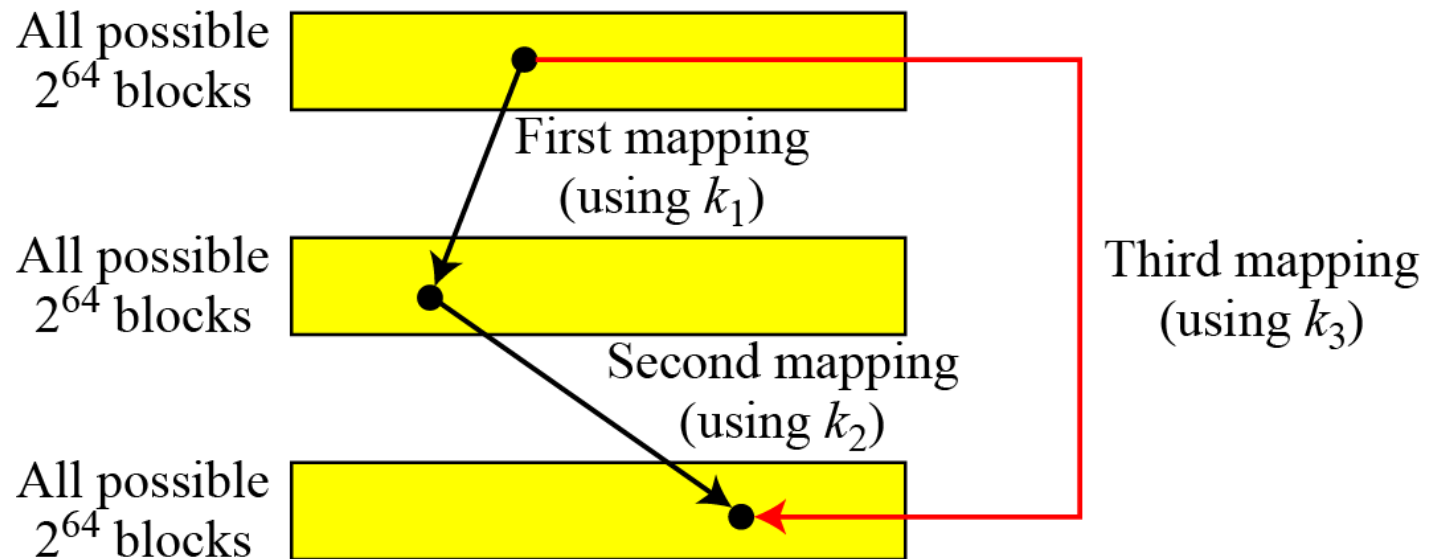 All possible
2^64 blocks
First mapping
(using k1)
All possible
2^64 blocks
Third mapping
(using k3)
Second mapping
(using k2)
All possible
2^64 blocks